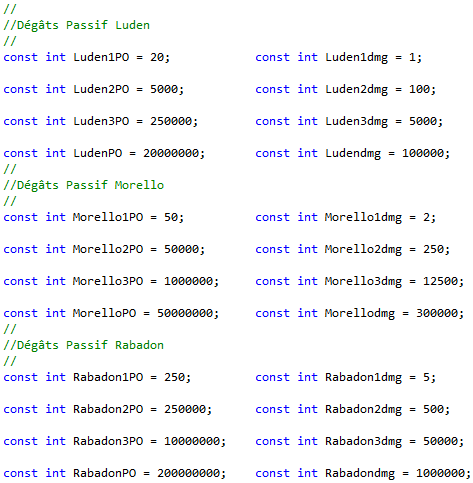 //
//Dégâts Passif Luden
//
const int Luden1PO = 20; const int Luden1dmg = 1;
const int Luden2PO = 5000; const int Luden2dmg = 100;
const int Luden3PO = 250000; const int Luden3dmg = 5000;
const int LudenPO = 20000000; const int Ludendmg = 100000;
//
//Dégâts Passif Morello
//
const int Morello1PO = 50; const int Morello1dmg = 2;
const int Morello2PO = 50000; const int Morello2dmg = 250;
const int Morello3PO = 1000000; const int Morello3dmg = 12500;
const int MorelloPO = 50000000; const int Morellodmg = 300000;
//
//Dégâts Passif Rabadon
//
const int Rabadon1PO = 250; const int Rabadon1dmg = 5;
const int Rabadon2PO = 250000; const int Rabadon2dmg = 500;
const int Rabadon3PO = 10000000; const int Rabadon3dmg = 50000;
const int RabadonPO = 200000000; const int Rabadondmg = 1000000;